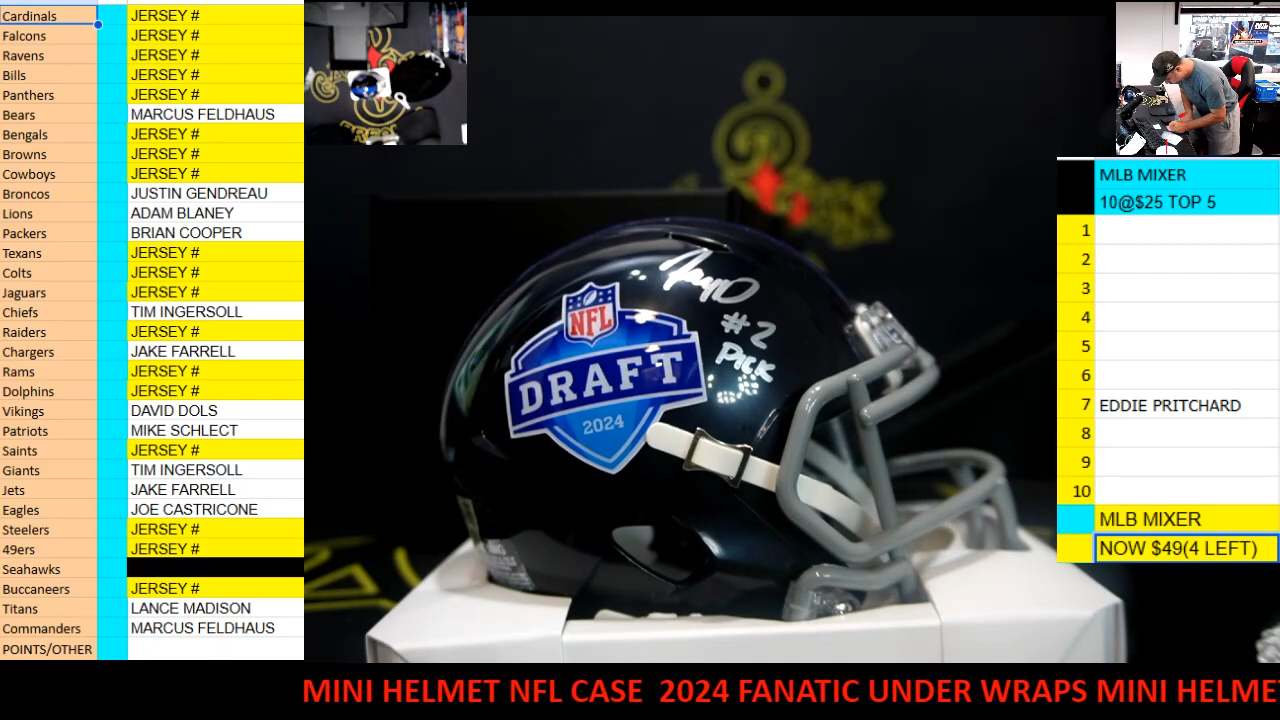 Cardinals JERSEY #
Falcons JERSEY #
Ravens JERSEY #
Bills JERSEY #
Panthers JERSEY #
Bears MARCUS FELDHAUS
Bengals JERSEY #
Browns JERSEY #
Cowboys JERSEY #
Broncos JUSTIN GENDREAU
Lions ADAM BLANEY
Packers BRIAN COOPER
Texans JERSEY #
Colts JERSEY #
Jaguars JERSEY #
Chiefs TIM INGERSOLL
Raiders JERSEY #
Chargers JAKE FARRELL
Rams JERSEY #
Dolphins JERSEY #
Vikings DAVID DOLS
Patriots MIKE SCHLECT
Saints JERSEY #
Giants TIM INGERSOLL
Jets JAKE FARRELL
Eagles JOE CASTRICONE
Steelers JERSEY #
49ers JERSEY #
Seahawks
Buccaneers JERSEY #
Titans LANCE MADISON
Commanders MARCUS FELDHAUS
POINTS/OTHER
NFL
DRAFT
2024
#2
PICK
MLB MIXER
10@$25 TOP 5
1
2
3
4
5
6
7 EDDIE PRITCHARD
8
9
10
MLB MIXER
NOW $49(4 LEFT)
MINI HELMET NFL CASE 2024 FANATIC UNDER WRAPS MINI HELME